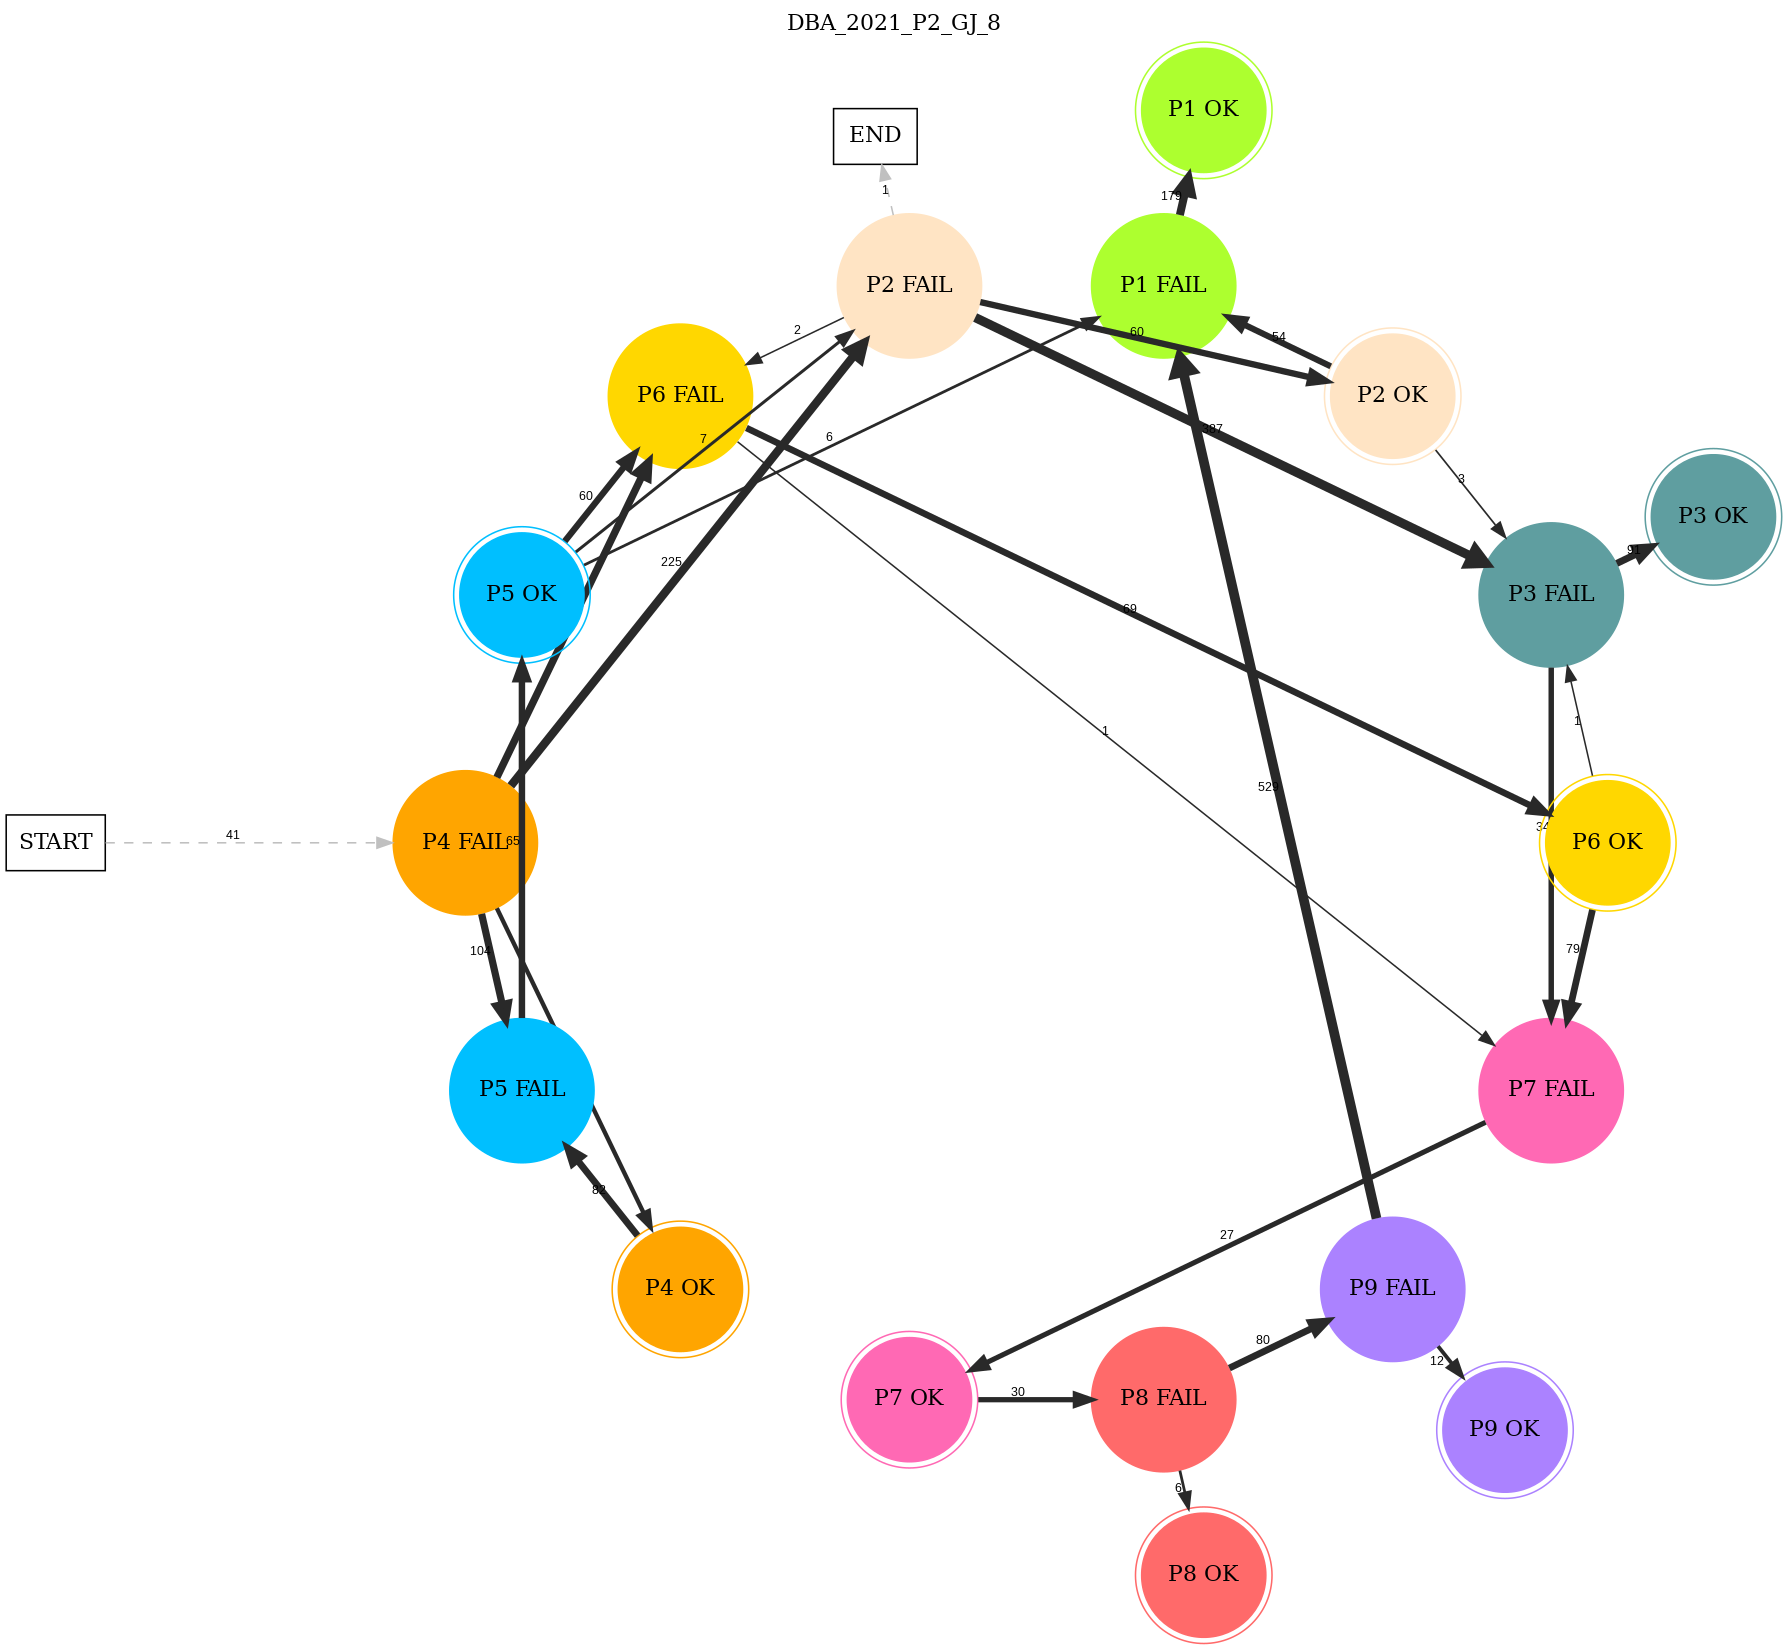 DBA_2021_P2_GJ_8
P1 OK
END
179
1
P2 FAIL
P1 FAIL
2
60
54
P6 FAIL
P2 OK
7
6
387
3
60
P3 OK
225
91
P5 OK
P3 FAIL
69
1
1
529
START
41
P4 FAIL
65
P6 OK
104
79
P5 FAIL
P7 FAIL
82
27
P4 OK
P9 FAIL
80
12
30
P7 OK
P8 FAIL
P9 OK
6
P8 OK